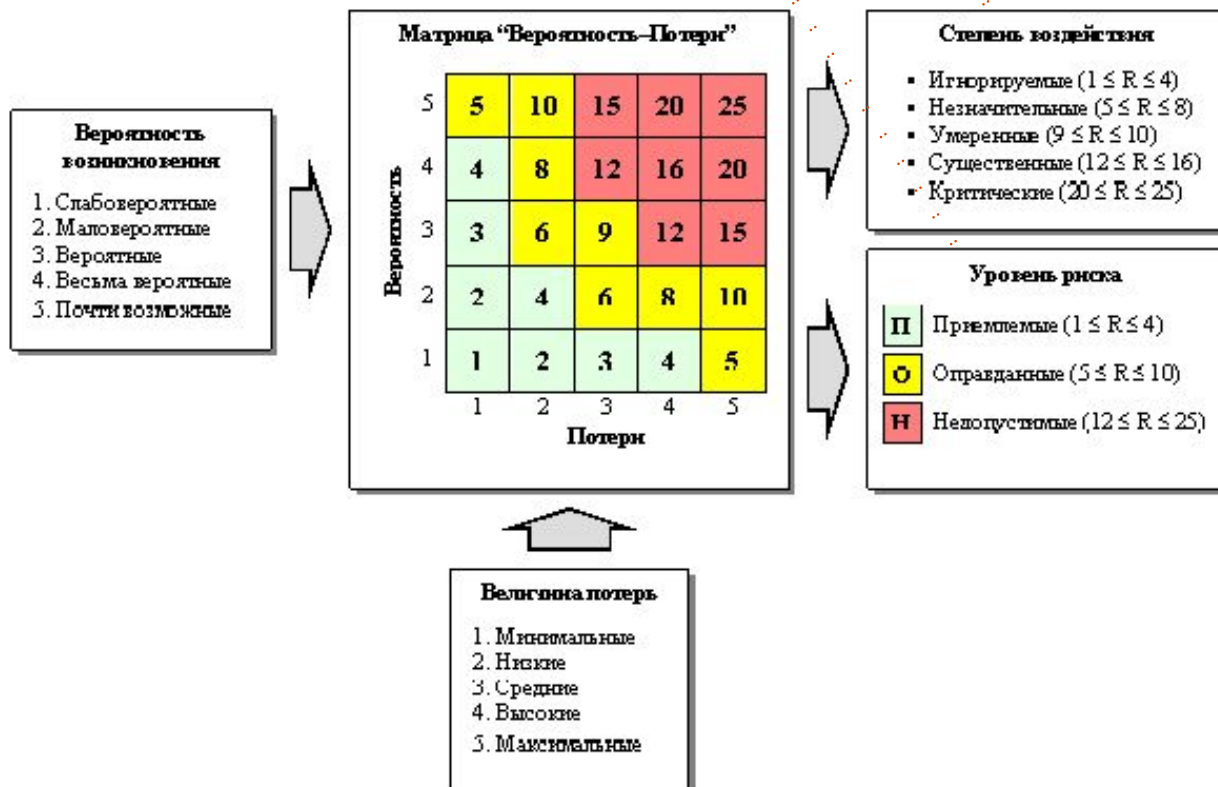 Вероятность
возникновения
1. Слабовероятные
2. Маловероятные
3. Вероятные
4. Весьма вероятные
5. Почти возможные
Матрица “Вероятность–Потери”
Вероятность
5 5 10 15 20 25
4 4 8 12 16 20
3 3 6 9 12 15
2 2 4 6 8 10
1 1 2 3 4 5
1 2 3 4 5
Потери
Степень воздействия
▪ Игнорируемые (1 ≤ R ≤ 4)
▪ Незначительные (5 ≤ R ≤ 8)
▪ Умеренные (9 ≤ R ≤ 10)
▪ Существенные (12 ≤ R ≤ 16)
▪ Критические (20 ≤ R ≤ 25)
Уровень риска
П Приемлемые (1 ≤ R ≤ 4)
О Оправданные (5 ≤ R ≤ 10)
Н Недопустимые (12 ≤ R ≤ 25)
Величина потерь
1. Минимальные
2. Низкие
3. Средние
4. Высокие
5. Максимальные